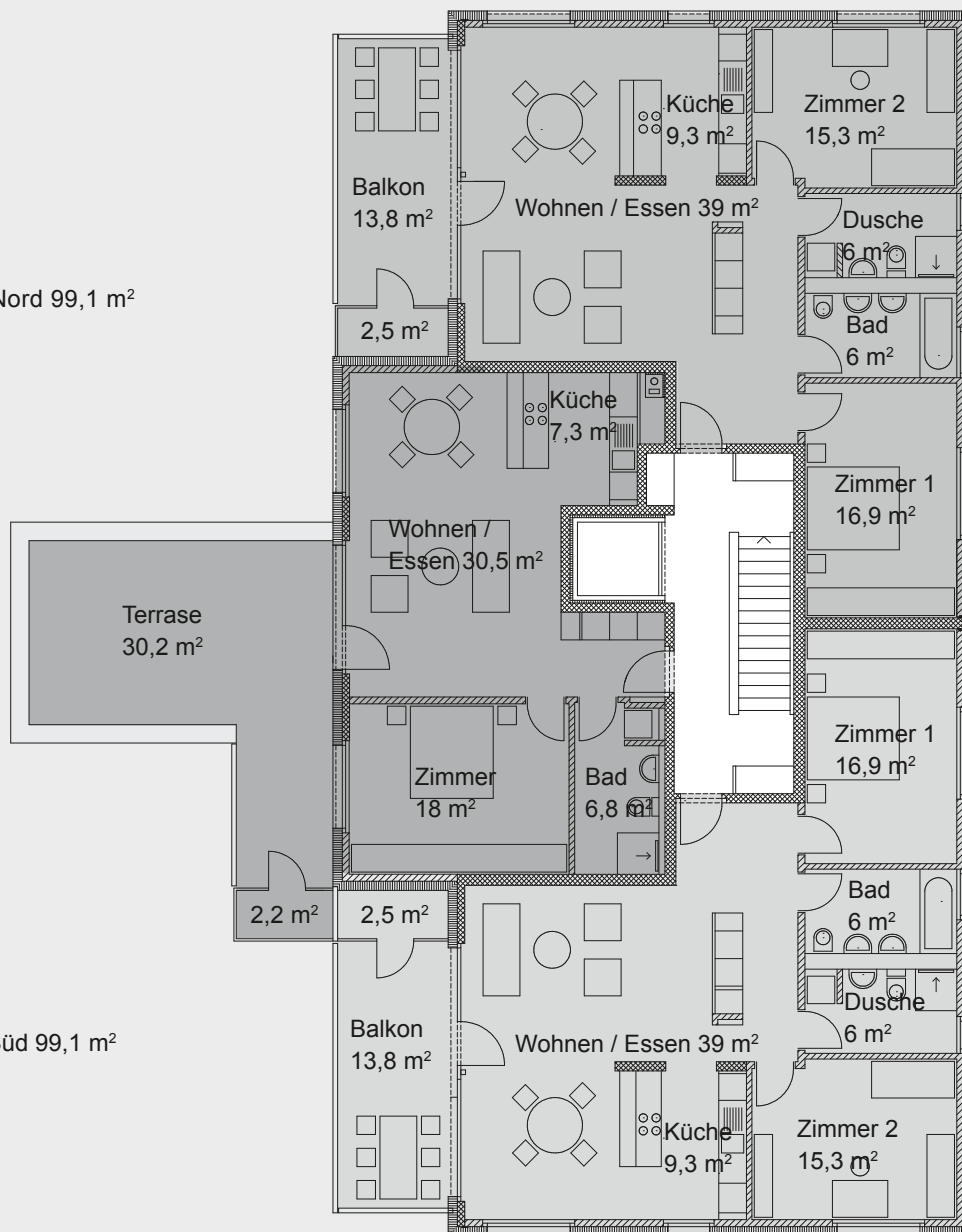 Küche
9,3 m²
Zimmer 2
15,3 m²
Balkon
13,8 m²
Wohnen / Essen 39 m²
Dusche
6 m²
Nord 99,1 m²
2,5 m²
Bad
6 m²
Küche
7,3 m²
Zimmer 1
16,9 m²
Wohnen /
Essen 30,5 m²
Terrasse
30,2 m²
Zimmer 1
16,9 m²
Zimmer
18 m²
Bad
6,8 m²
2,2 m²
2,5 m²
Bad
6 m²
Dusche
6 m²
Balkon
13,8 m²
Wohnen / Essen 39 m²
üd 99,1 m²
Küche
9,3 m²
Zimmer 2
15,3 m²